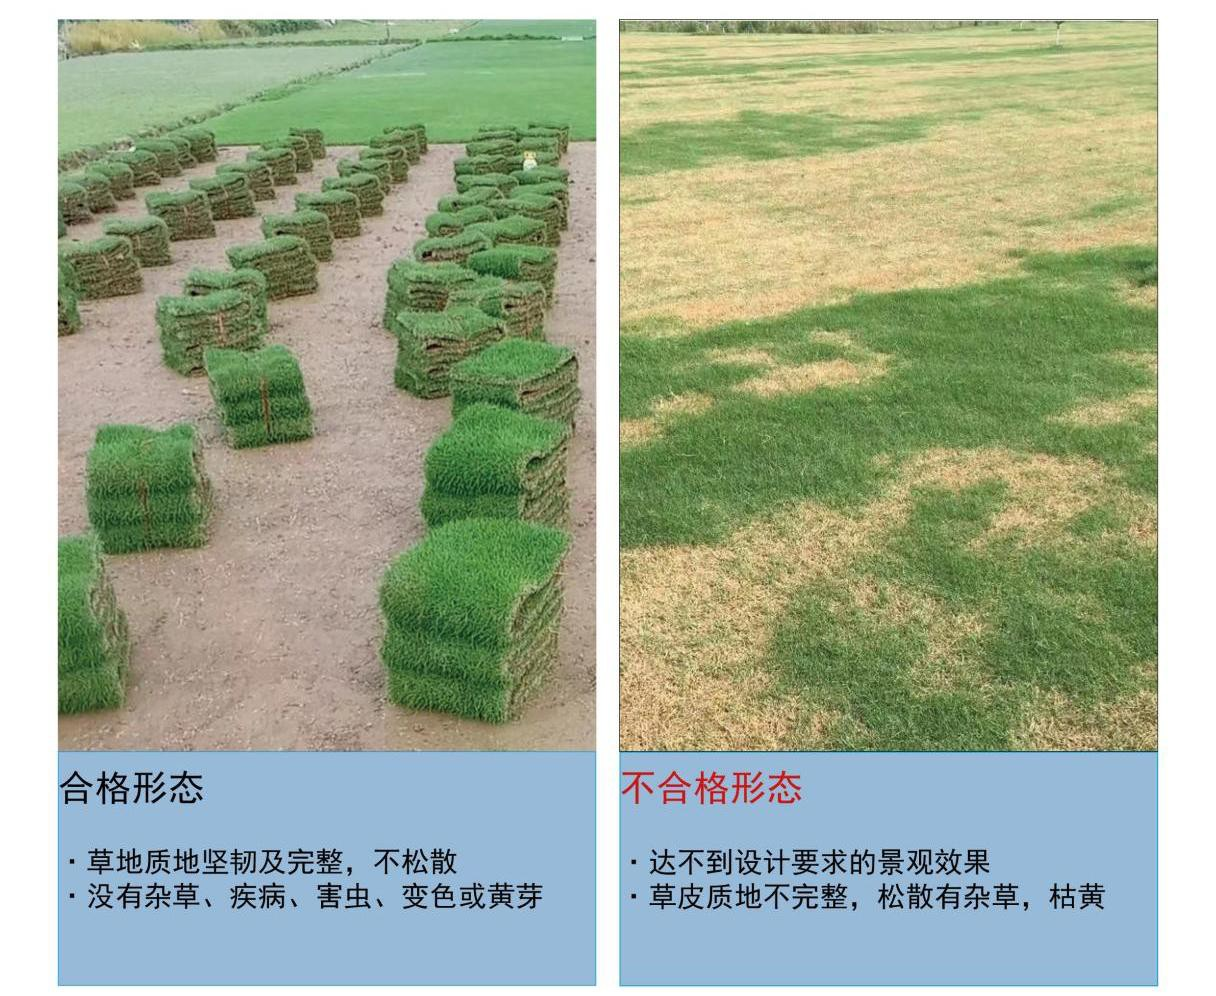 合格形态
· 草地质地坚韧及完整，不松散
· 没有杂草、疾病、害虫、变色或黄芽
不合格形态
· 达不到设计要求的景观效果
· 草皮质地不完整，松散有杂草，枯黄